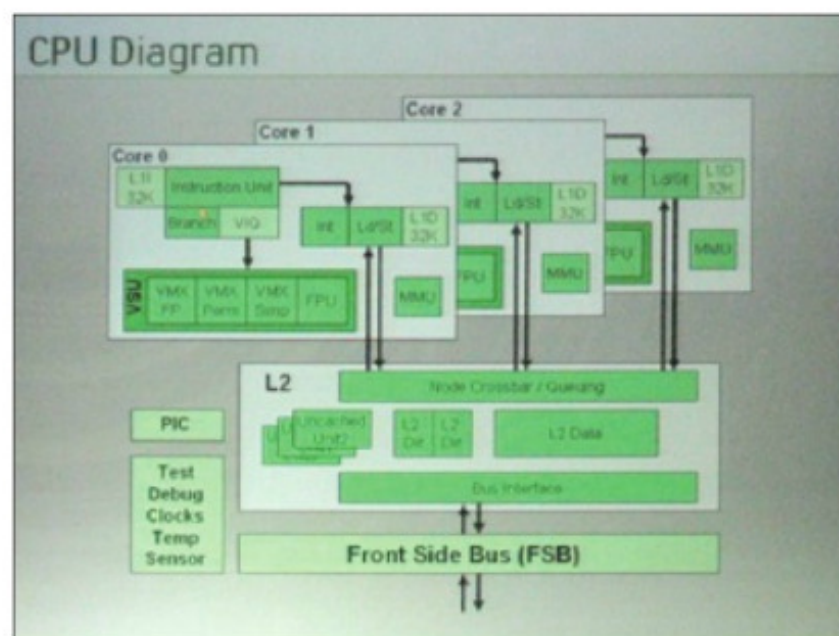 CPU Diagram
Core 2
Core 1
Core 0
L1I
32K
Instruction Unit
Branch
VIQ
Int
Ld/St
L1D
32K
Int
Ld/St
L1D
32K
Int
Ld/St
L1D
32K
VSU
VMX
FP
VMX
Perm
VMX
Simp
FPU
MMU
FPU
MMU
FPU
MMU
L2
Node Crossbar / Queuing
Uncached
Unit2
L2
Dir
L2
Dir
L2 Data
Bus Interface
PIC
Test
Debug
Clocks
Temp
Sensor
Front Side Bus (FSB)